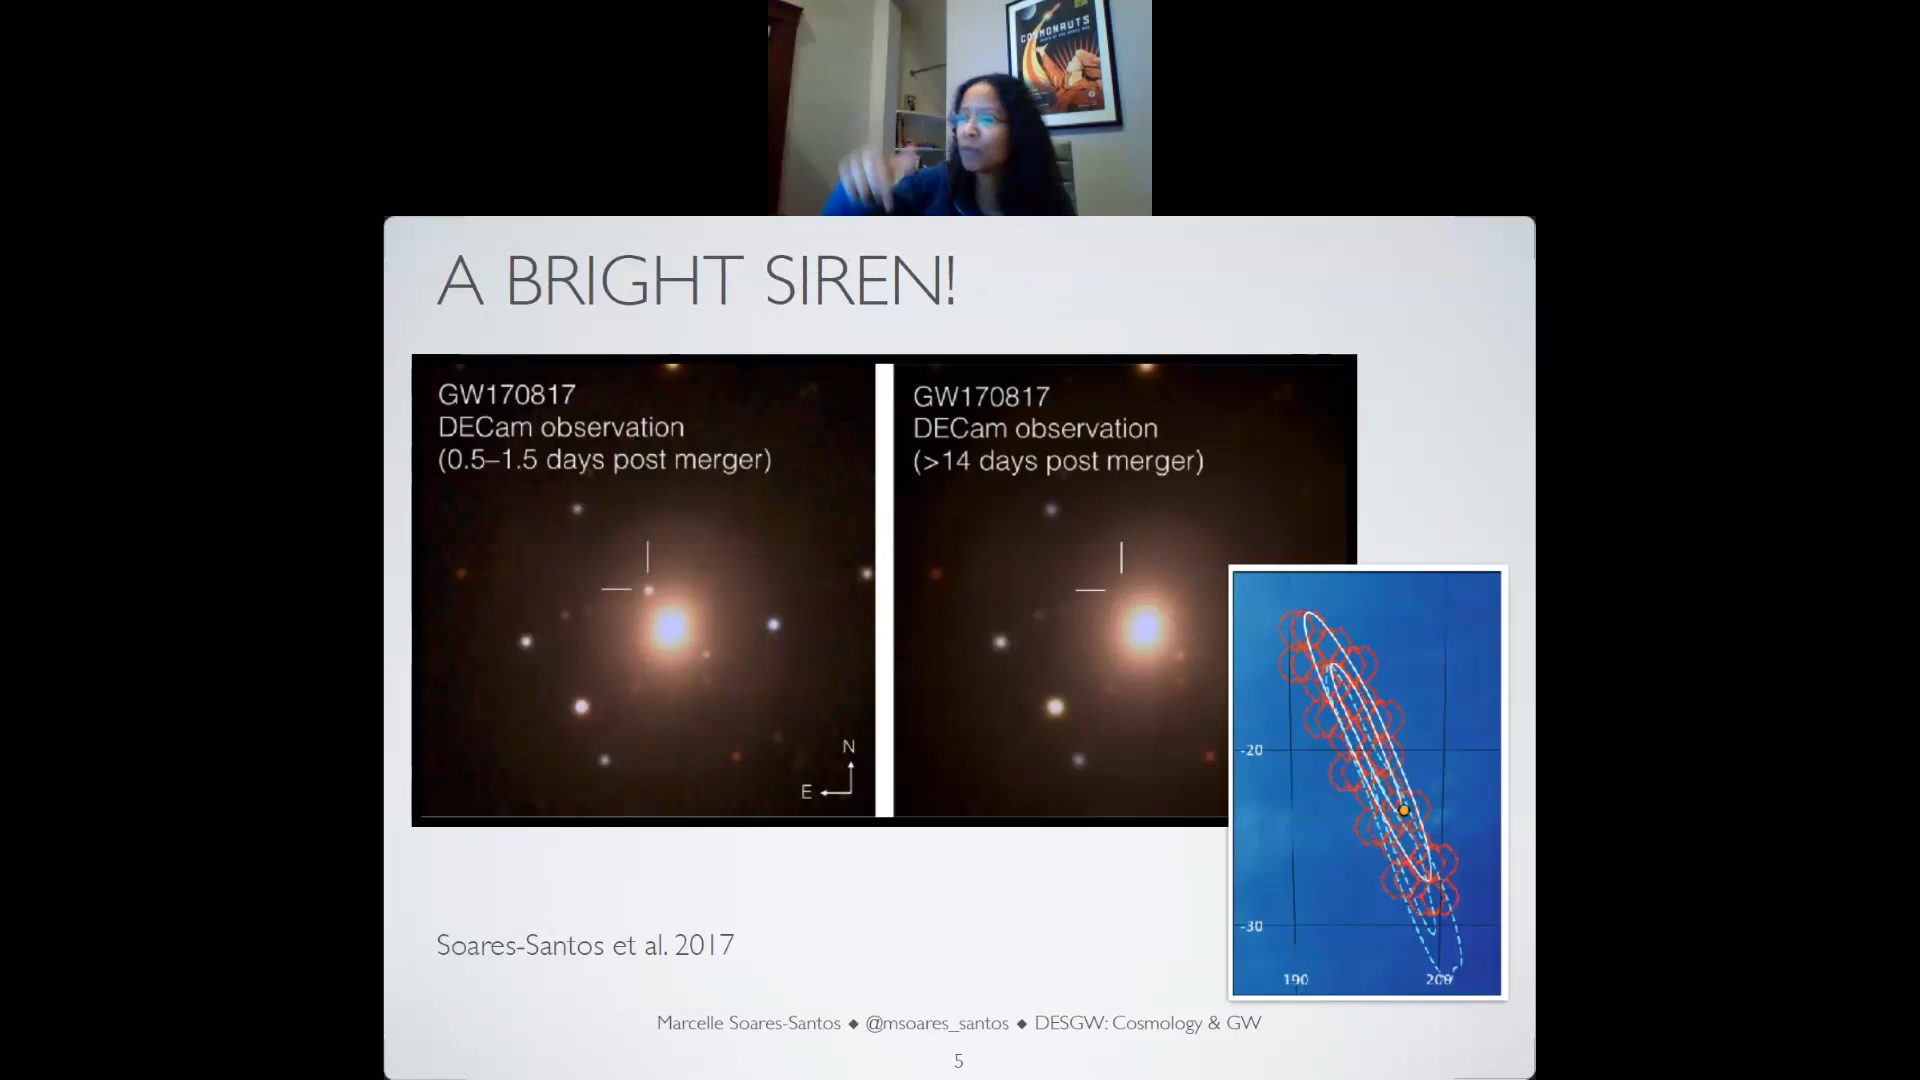 COSMONAUTS
A BRIGHT SIREN!
GW170817
DECam observation
(0.5–1.5 days post merger)
N
E
GW170817
DECam observation
(>14 days post merger)
-20
-30
190
200
Soares-Santos et al. 2017
Marcelle Soares-Santos ◆ @msoares_santos ◆ DESGW: Cosmology & GW
5